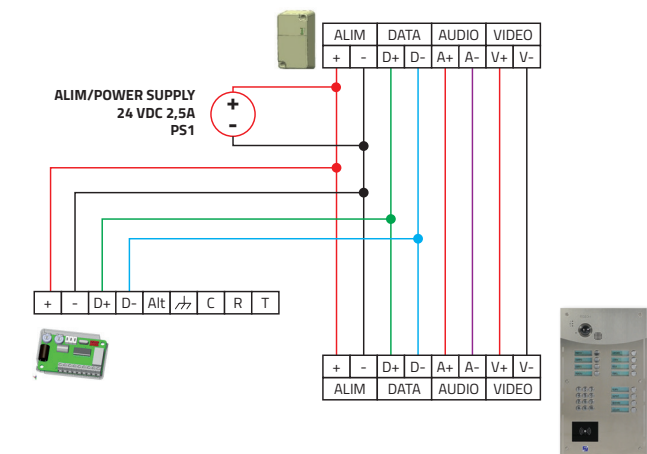 ALIM DATA AUDIO VIDEO
+ - D+ D- A+ A- V+ V-
ALIM/POWER SUPPLY
24 VDC 2,5A
PS1
+
-
+ - D+ D- Alt C R T
+ - D+ D- A+ A- V+ V-
ALIM DATA AUDIO VIDEO